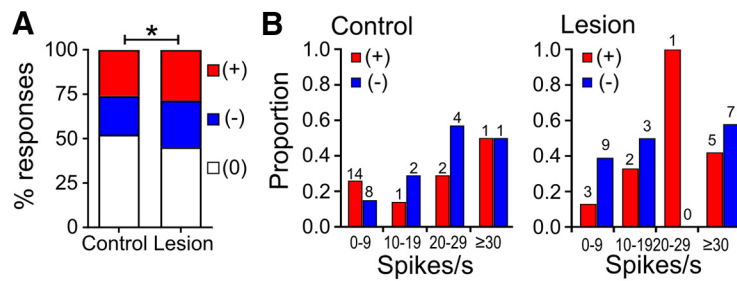 A
*
% responses
100
75
50
25
0
Control Lesion
(+)
(-)
(0)
B
Control
Proportion
1.0
0.8
0.6
0.4
0.2
0.0
(+)
(-)
14 8 1 2 2 4 1 1
0-9 10-19 20-29 ≥30
Spikes/s
Lesion
1.0
0.8
0.6
0.4
0.2
0.0
(+)
(-)
3 9 2 3 1 0 5 7
0-9 10-19 20-29 ≥30
Spikes/s